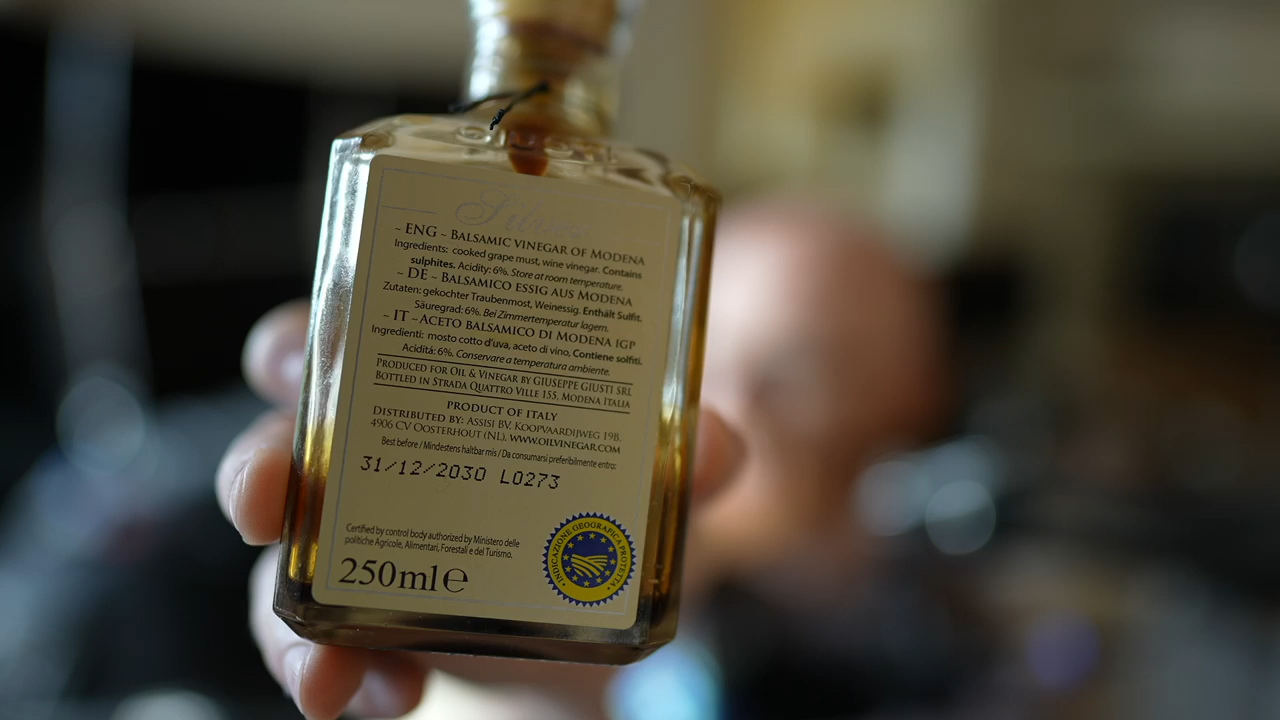 Silver
~ ENG ~ BALSAMIC VINEGAR OF MODENA
Ingredients: cooked grape must, wine vinegar. Contains
sulphites. Acidity: 6%. Store at room temperature.
~ DE ~ BALSAMICO ESSIG AUS MODENA
Zutaten: gekochter Traubenmost, Weinessig. Enthält Sulfit.
Säuregrad: 6%. Bei Zimmertemperatur lagern.
~ IT ~ACETO BALSAMICO DI MODENA IGP
Ingredienti: mosto cotto d'uva, aceto di vino, Contiene solfiti.
Aciditá: 6%. Conservare a temperatura ambiente.
PRODUCED FOR OIL & VINEGAR BY GIUSEPPE GIUSTI SRL
BOTTLED IN STRADA QUATTRO VILLE 155, MODENA ITALIA
PRODUCT OF ITALY
DISTRIBUTED BY: ASSISI BV, KOOPVAARDIJWEG 19B,
4906 CV OOSTERHOUT (NL), WWW.OILVINEGAR.COM
Best before / Mindestens haltbar mis / Da consumarsi preferibilmente entro:
31/12/2030 L0273
Certified by control body authorized by Ministero delle
politiche Agricole, Alimentari, Forestali e del Turismo.
250ml e
INDICAZIONE GEOGRAFICA PROTETTA